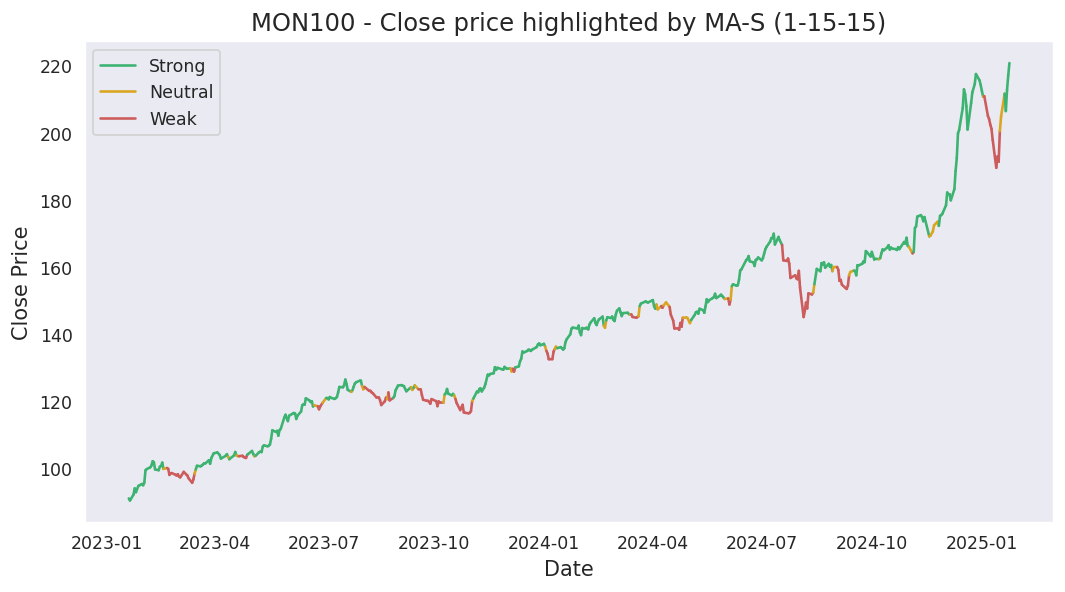 MON100 - Close price highlighted by MA-S (1-15-15)
Strong
Neutral
Weak
220
200
180
160
140
120
100
Close Price
2023-01 2023-04 2023-07 2023-10 2024-01 2024-04 2024-07 2024-10 2025-01
Date